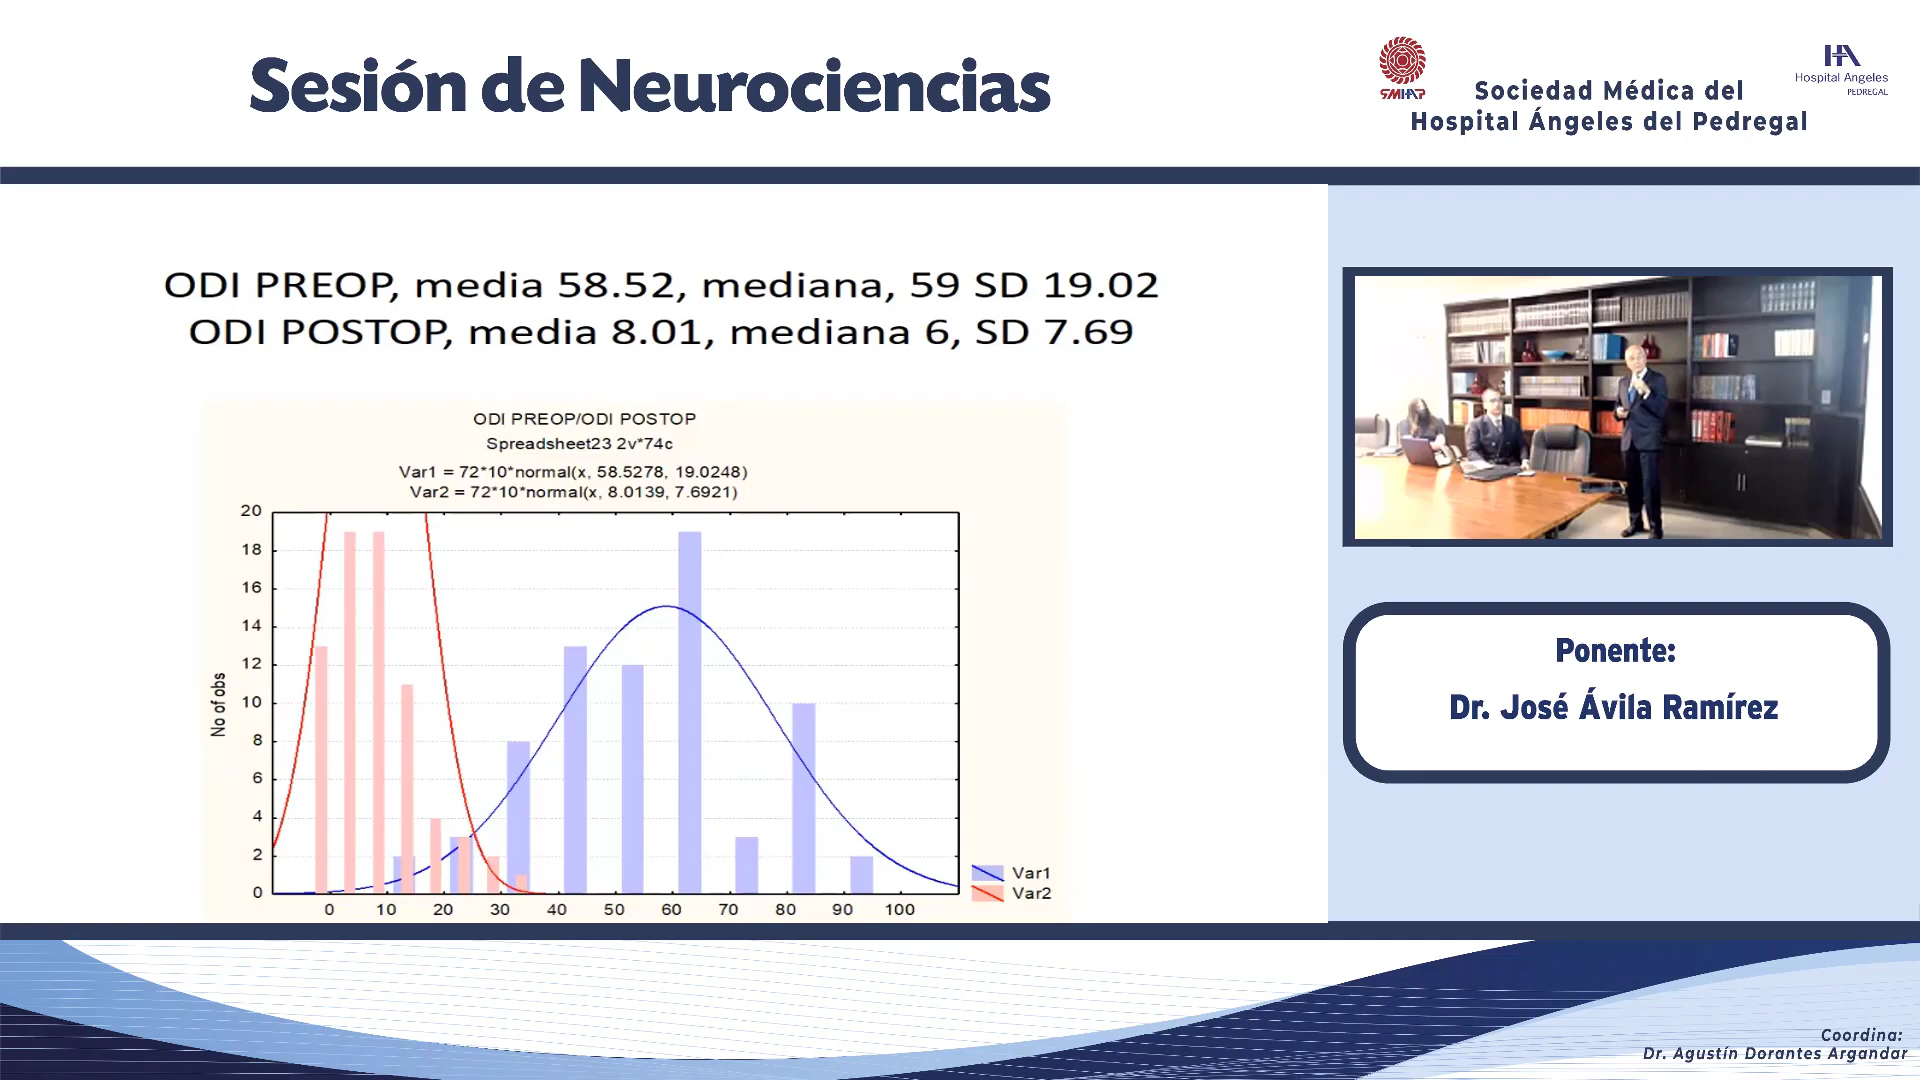 Sesión de Neurociencias
SMHAP
Sociedad Médica del
Hospital Ángeles del Pedregal
HA
Hospital Angeles
PEDREGAL
ODI PREOP, media 58.52, mediana, 59 SD 19.02
ODI POSTOP, media 8.01, mediana 6, SD 7.69
ODI PREOP/ODI POSTOP
Spreadsheet23 2v*74c
Var1 = 72*10*normal(x, 58.5278, 19.0248)
Var2 = 72*10*normal(x, 8.0139, 7.6921)
20
18
16
14
12
10
8
6
4
2
0
No of obs
0 10 20 30 40 50 60 70 80 90 100
Var1
Var2
Ponente:
Dr. José Ávila Ramírez
Coordina:
Dr. Agustín Dorantes Argandar